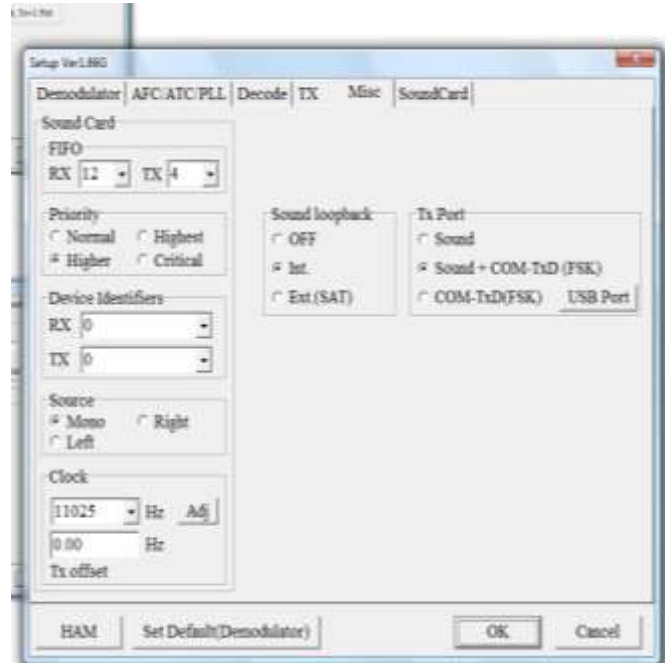 Setup Ver1.66G
Demodulator AFC/ATC/PLL Decode TX Misc SoundCard
Sound Card
FIFO
RX 12 TX 4
Priority
Normal Highest
Higher Critical
Device Identifiers
RX 0
TX 0
Source
Mono Right
Left
Clock
11025 Hz Adj
0.00 Hz
Tx offset
Sound loopback
OFF
Int.
Ext.(SAT)
Tx Port
Sound
Sound + COM-TxD (FSK)
COM-TxD(FSK) USB Port
HAM Set Default(Demodulator) OK Cancel